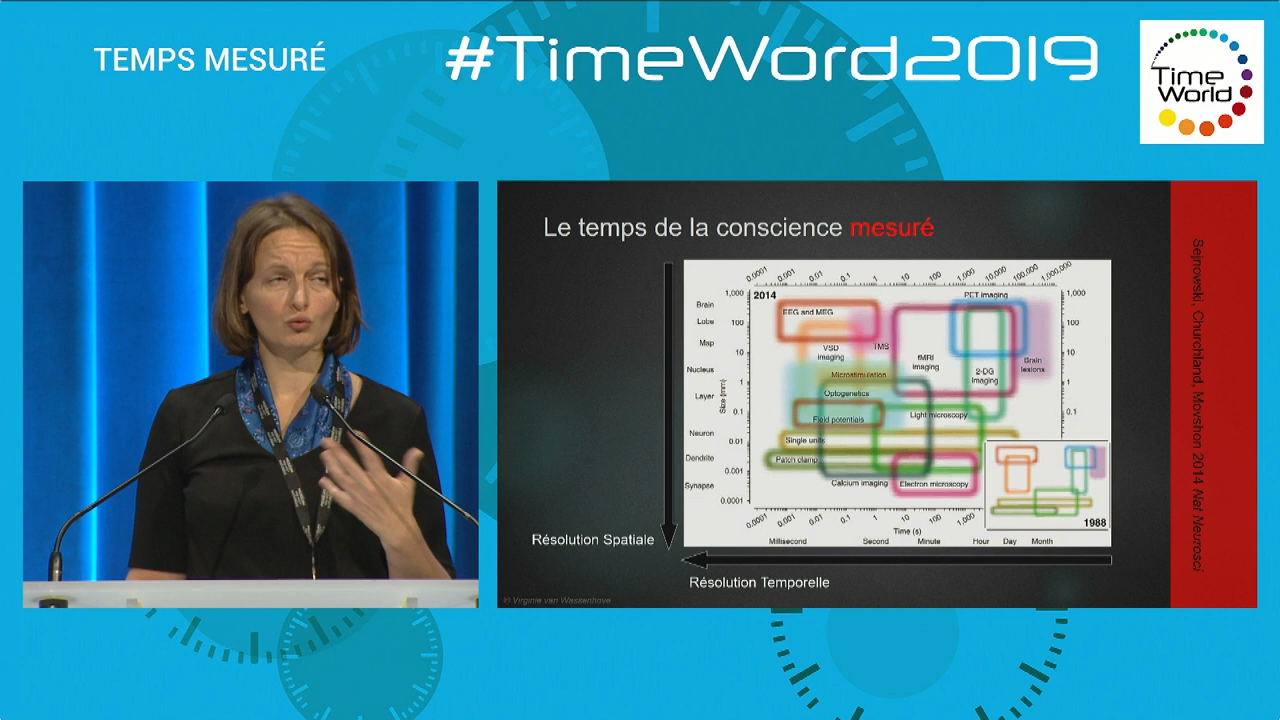 TEMPS MESURÉ
#TimeWord2019
Time
World
Le temps de la conscience mesuré
0.0001 0.001 0.01 0.1 1 10 100 1,000 10,000 100,000 1,000,000
2014
PET imaging
EEG and MEG
TMS
VSD
imaging
fMRI
imaging
2-DG
imaging
Brain
lesions
Microstimulation
Optogenetics
Field potentials
Light microscopy
Single units
Patch clamp
Calcium imaging
Electron microscopy
Brain
Lobe
Map
Nucleus
Layer
Neuron
Dendrite
Synapse
Size (mm)
1,000
100
10
1
0.1
0.01
0.001
0.0001
1,000
100
10
1
0.1
1988
0.0001 0.001 0.01 0.1 1 10 100 1,000
Time (s)
Millisecond Second Minute Hour Day Month
Résolution Spatiale
Résolution Temporelle
© Virginie van Wassenhove
Sejnowski, Churchland, Movshon 2014 Nat Neurosci